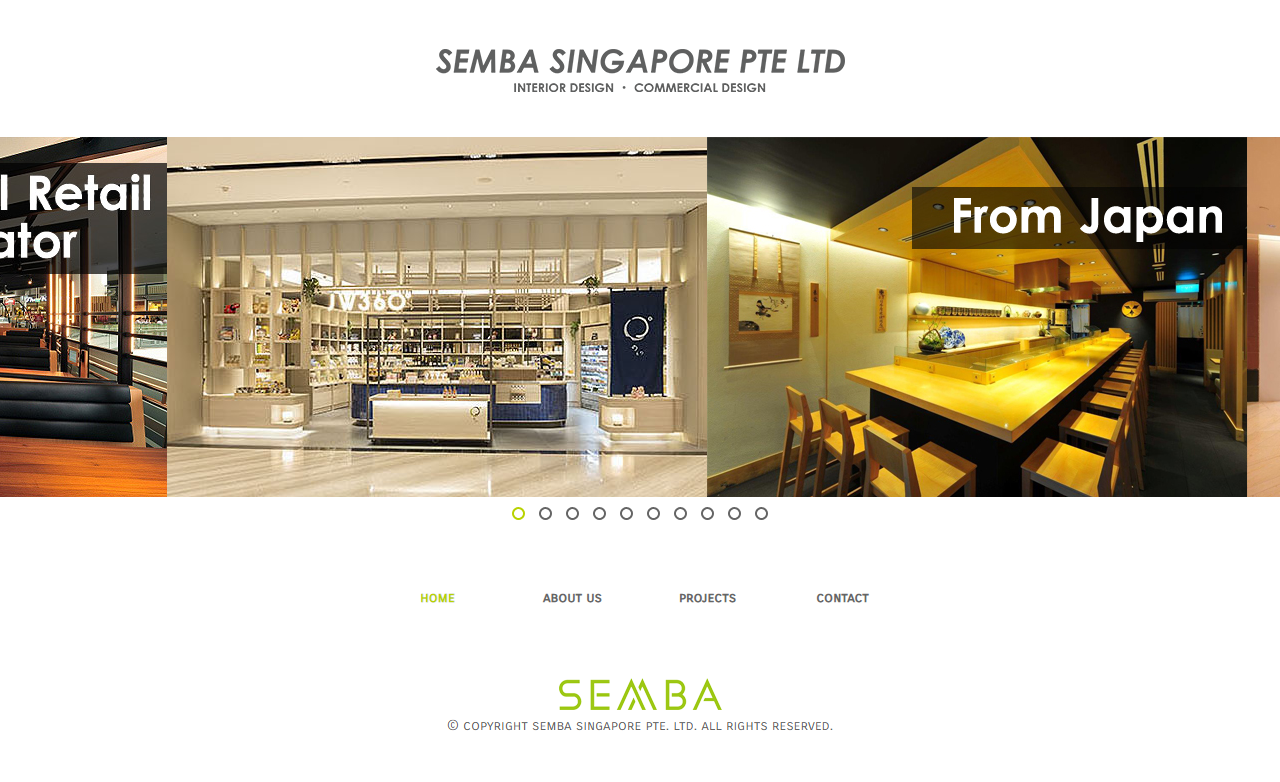 SEMBA SINGAPORE PTE LTD
INTERIOR DESIGN ・ COMMERCIAL DESIGN
l Retail
ator
JW360°
From Japan
HOME
ABOUT US
PROJECTS
CONTACT
SEMBA
© COPYRIGHT SEMBA SINGAPORE PTE. LTD. ALL RIGHTS RESERVED.